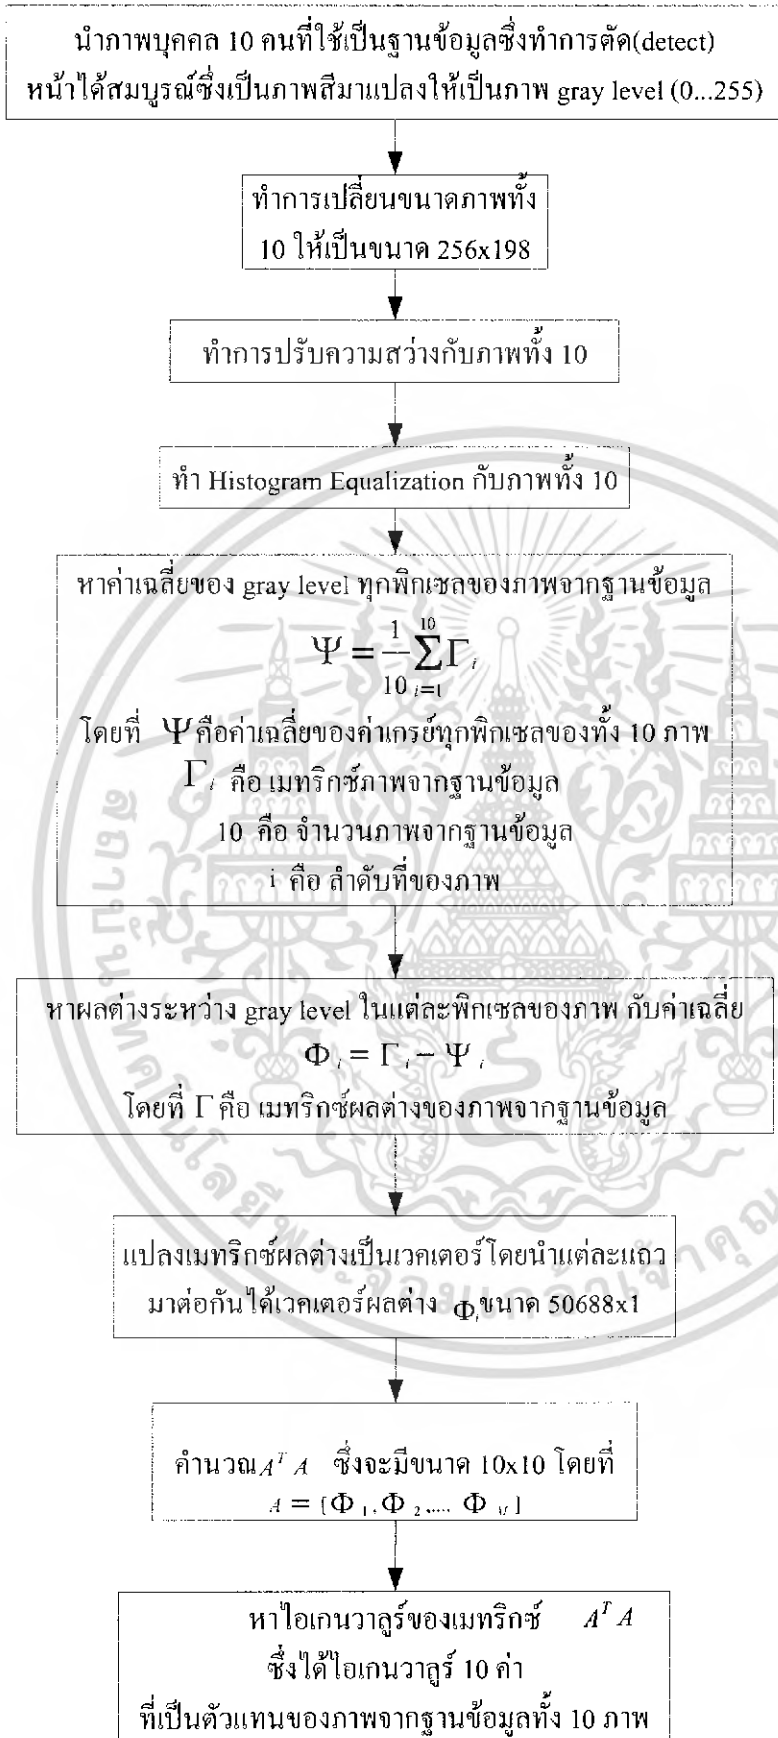 นำภาพบุคคล 10 คนที่ใช้เป็นฐานข้อมูลซึ่งทำการตัด(detect)
หน้าได้สมบูรณ์ซึ่งเป็นภาพสีมาแปลงให้เป็นภาพ gray level (0...255)
ทำการเปลี่ยนขนาดภาพทั้ง
10 ให้เป็นขนาด 256x198
ทำการปรับความสว่างกับภาพทั้ง 10
ทำ Histogram Equalization กับภาพทั้ง 10
หาค่าเฉลี่ยของ gray level ทุกพิกเซลของภาพจากฐานข้อมูล
Ψ = 1/10 Σ_{i=1}^{10} Γ_i
โดยที่ Ψ คือค่าเฉลี่ยของค่าเกรย์ทุกพิกเซลของทั้ง 10 ภาพ
Γ_i คือ เมทริกซ์ภาพจากฐานข้อมูล
10 คือ จำนวนภาพจากฐานข้อมูล
i คือ ลำดับที่ของภาพ
หาผลต่างระหว่าง gray level ในแต่ละพิกเซลของภาพ กับค่าเฉลี่ย
Φ_i = Γ_i − Ψ_i
โดยที่ Γ คือ เมทริกซ์ผลต่างของภาพจากฐานข้อมูล
แปลงเมทริกซ์ผลต่างเป็นเวคเตอร์โดยนำแต่ละแถว
มาต่อกันได้เวคเตอร์ผลต่าง Φ_i ขนาด 50688x1
คำนวณ A^T A ซึ่งจะมีขนาด 10x10 โดยที่
A = [Φ_1, Φ_2,.... Φ_M]
หาไอเกนวาลูร์ของเมทริกซ์ A^T A
ซึ่งได้ไอเกนวาลูร์ 10 ค่า
ที่เป็นตัวแทนของภาพจากฐานข้อมูลทั้ง 10 ภาพ